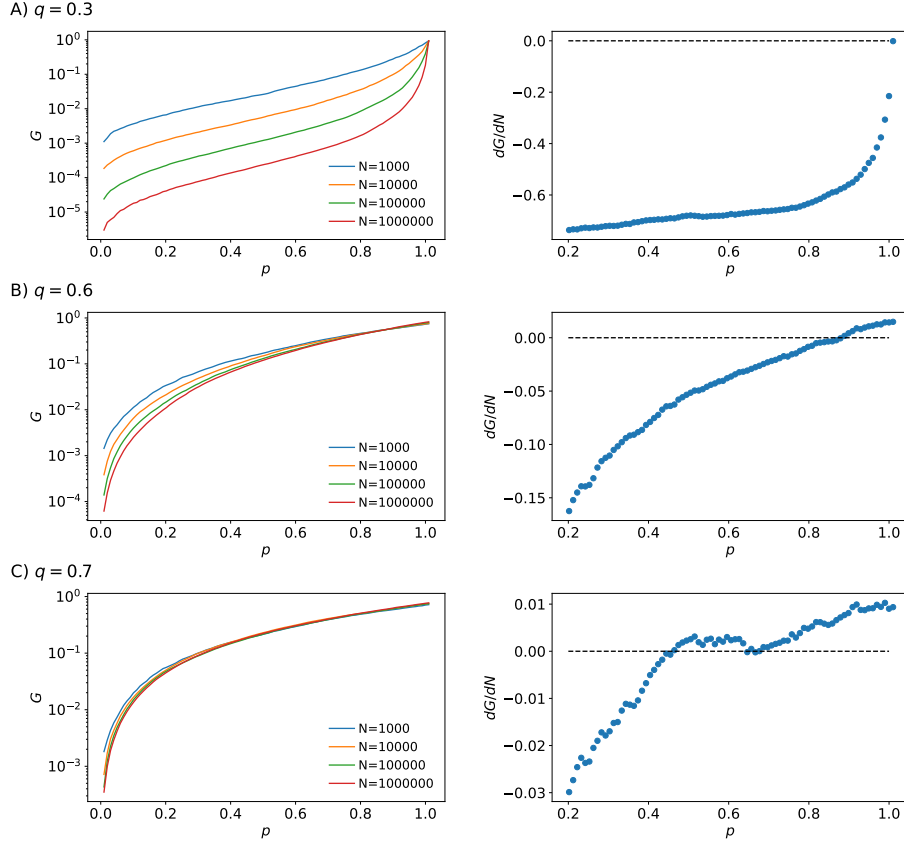 A) q = 0.3
10⁰
10⁻¹
10⁻²
10⁻³
10⁻⁴
10⁻⁵
G
N=1000
N=10000
N=100000
N=1000000
0.0 0.2 0.4 0.6 0.8 1.0
p
0.0
−0.2
−0.4
−0.6
dG/dN
0.2 0.4 0.6 0.8 1.0
p
B) q = 0.6
10⁰
10⁻¹
10⁻²
10⁻³
10⁻⁴
G
N=1000
N=10000
N=100000
N=1000000
0.0 0.2 0.4 0.6 0.8 1.0
p
0.00
−0.05
−0.10
−0.15
dG/dN
0.2 0.4 0.6 0.8 1.0
p
C) q = 0.7
10⁰
10⁻¹
10⁻²
10⁻³
G
N=1000
N=10000
N=100000
N=1000000
0.0 0.2 0.4 0.6 0.8 1.0
p
0.01
0.00
−0.01
−0.02
−0.03
dG/dN
0.2 0.4 0.6 0.8 1.0
p